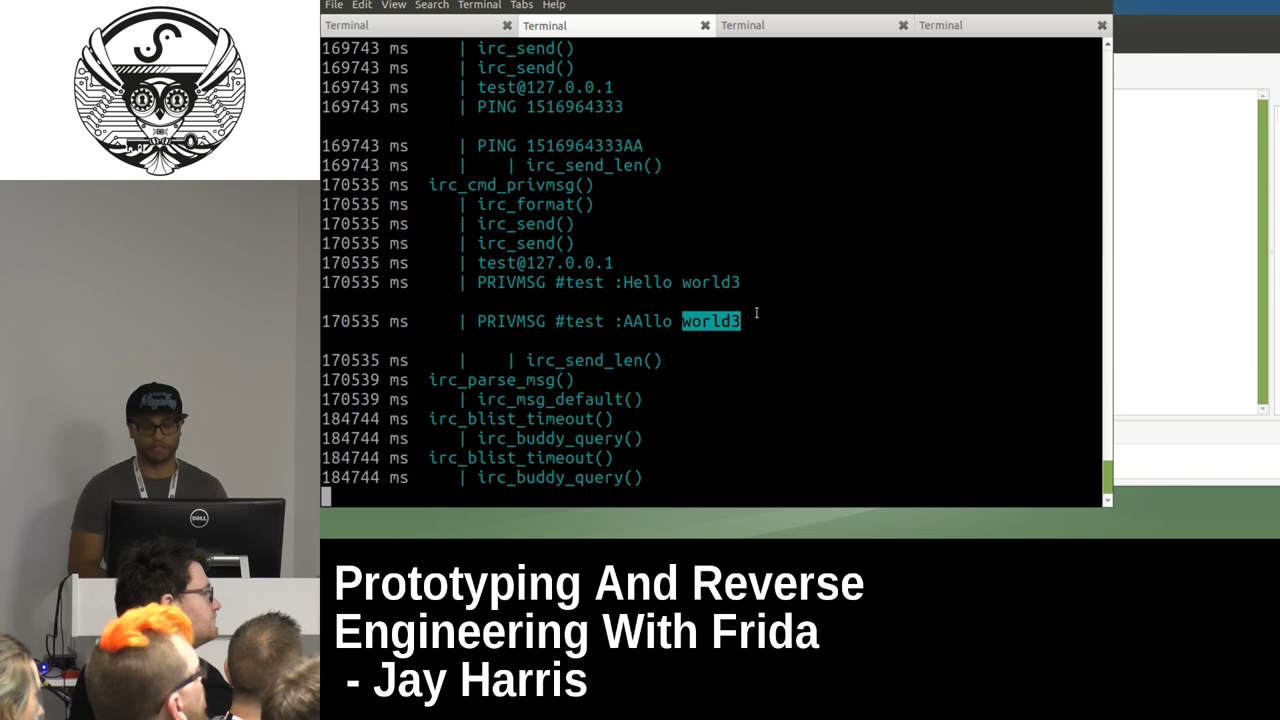 File Edit View Search Terminal Tabs Help
Terminal Terminal Terminal Terminal
169743 ms | irc_send()
169743 ms | irc_send()
169743 ms | test@127.0.0.1
169743 ms | PING 1516964333
169743 ms | PING 1516964333AA
169743 ms | | irc_send_len()
170535 ms irc_cmd_privmsg()
170535 ms | irc_format()
170535 ms | irc_send()
170535 ms | irc_send()
170535 ms | test@127.0.0.1
170535 ms | PRIVMSG #test :Hello world3
170535 ms | PRIVMSG #test :AAllo world3
170535 ms | | irc_send_len()
170539 ms irc_parse_msg()
170539 ms | irc_msg_default()
184744 ms irc_blist_timeout()
184744 ms | irc_buddy_query()
184744 ms irc_blist_timeout()
184744 ms | irc_buddy_query()
DELL
Prototyping And Reverse
Engineering With Frida
- Jay Harris